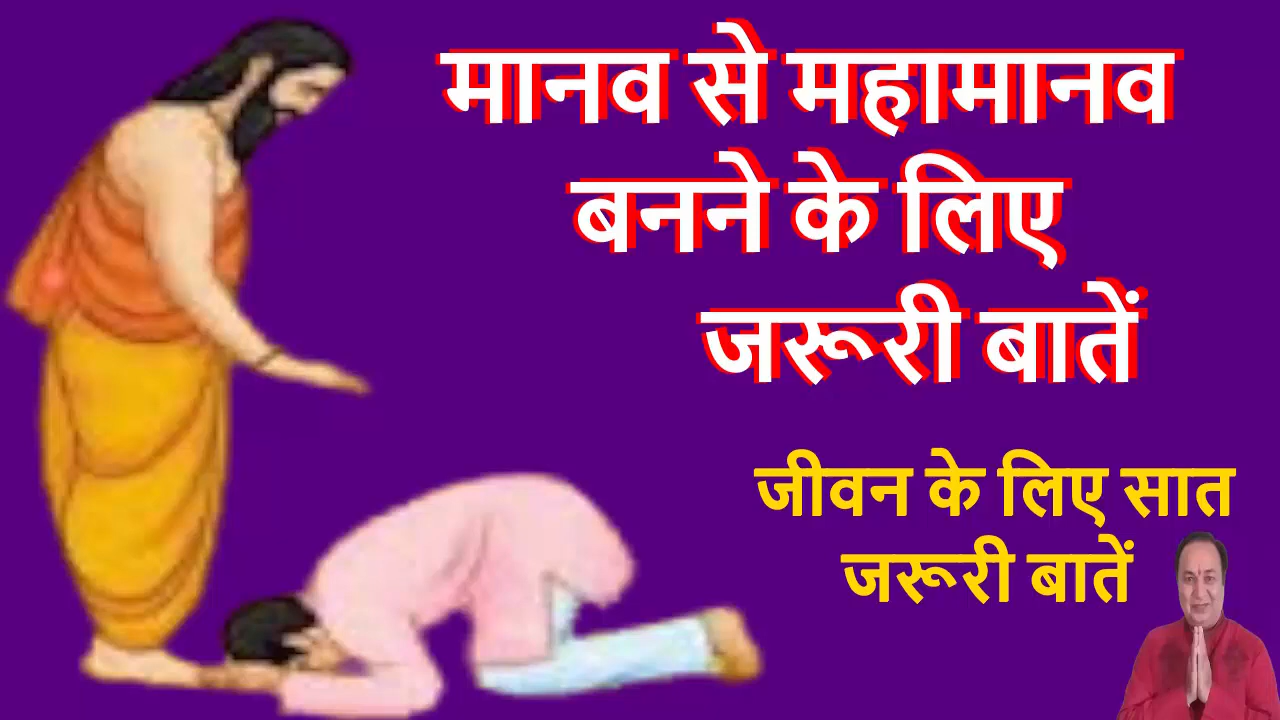 मानव से महामानव
बनने के लिए
जरूरी बातें
जीवन के लिए सात
जरूरी बातें